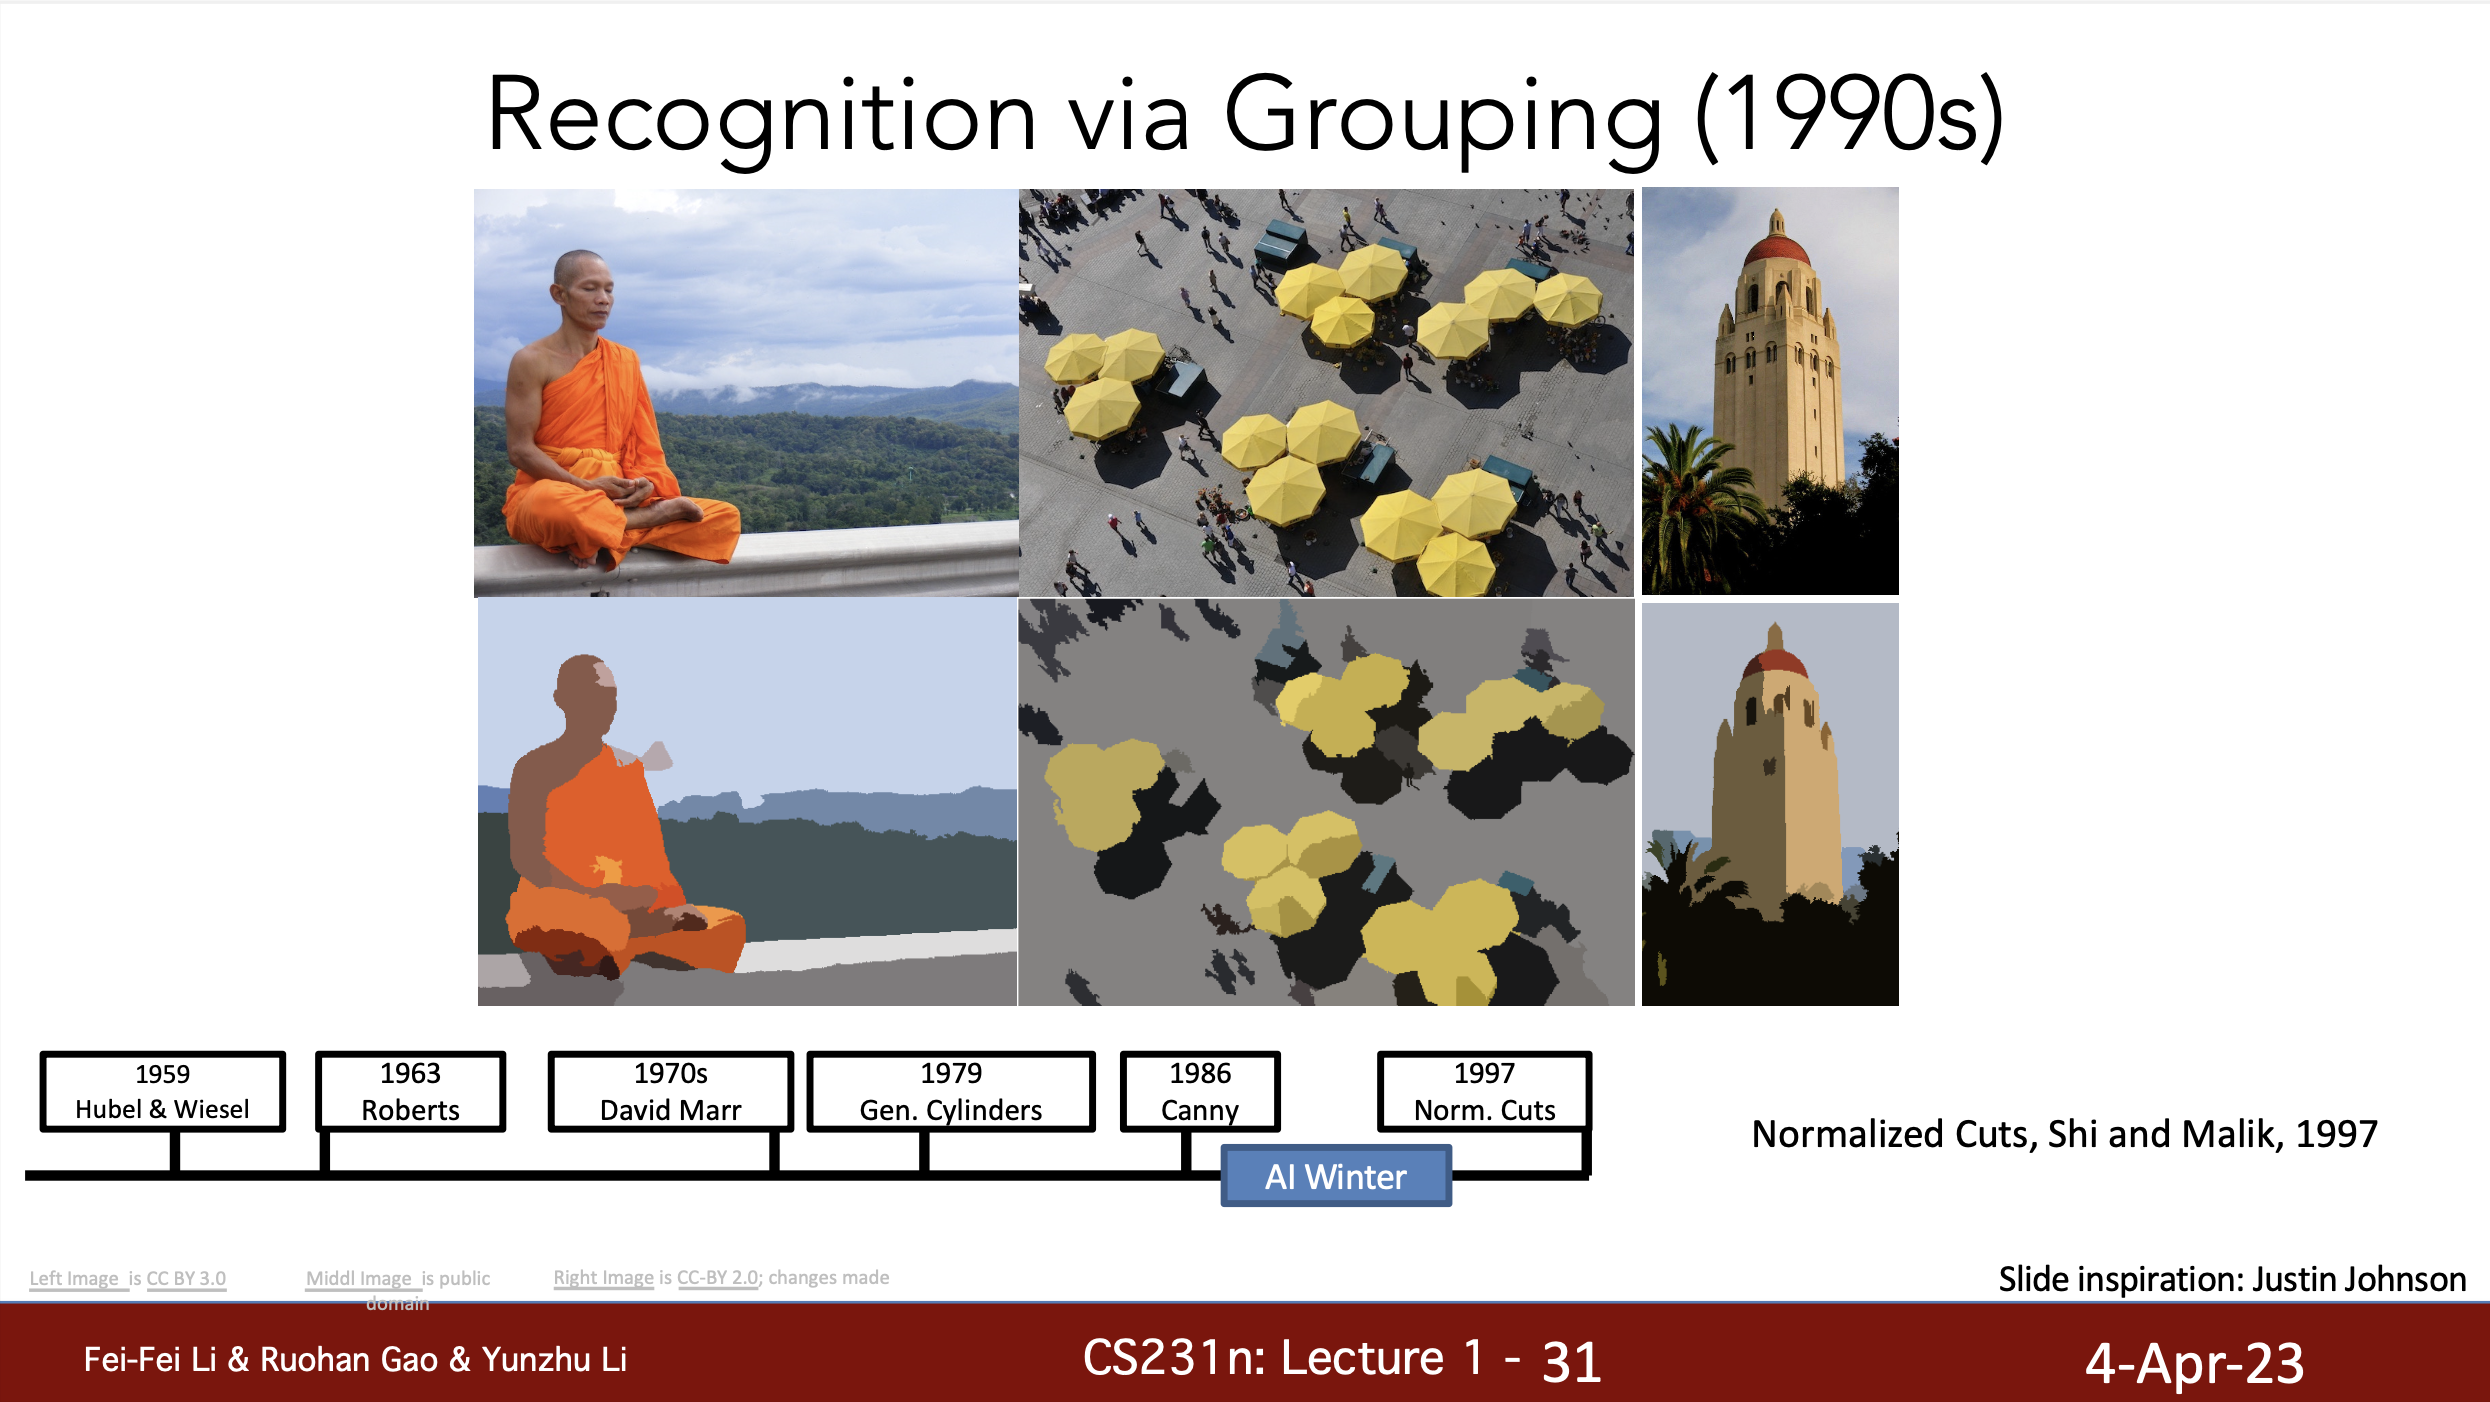 Recognition via Grouping (1990s)
1959
Hubel & Wiesel
1963
Roberts
1970s
David Marr
1979
Gen. Cylinders
1986
Canny
1997
Norm. Cuts
AI Winter
Normalized Cuts, Shi and Malik, 1997
Left Image is CC BY 3.0
Middl Image is public
domain
Right Image is CC-BY 2.0; changes made
Slide inspiration: Justin Johnson
Fei-Fei Li & Ruohan Gao & Yunzhu Li
CS231n: Lecture 1 - 31
4-Apr-23